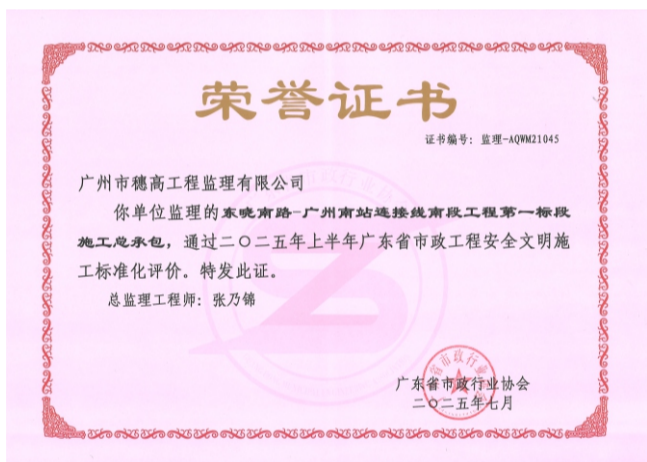 荣誉证书
证书编号：监理-AQWM21045
广州市穗高工程监理有限公司
你单位监理的东晓南路-广州南站连接线南段工程第一标段
施工总承包，通过二〇二五年上半年广东省市政工程安全文明施
工标准化评价。特发此证。
总监理工程师：张乃锦
广东省市政行业协会
二〇二五年七月